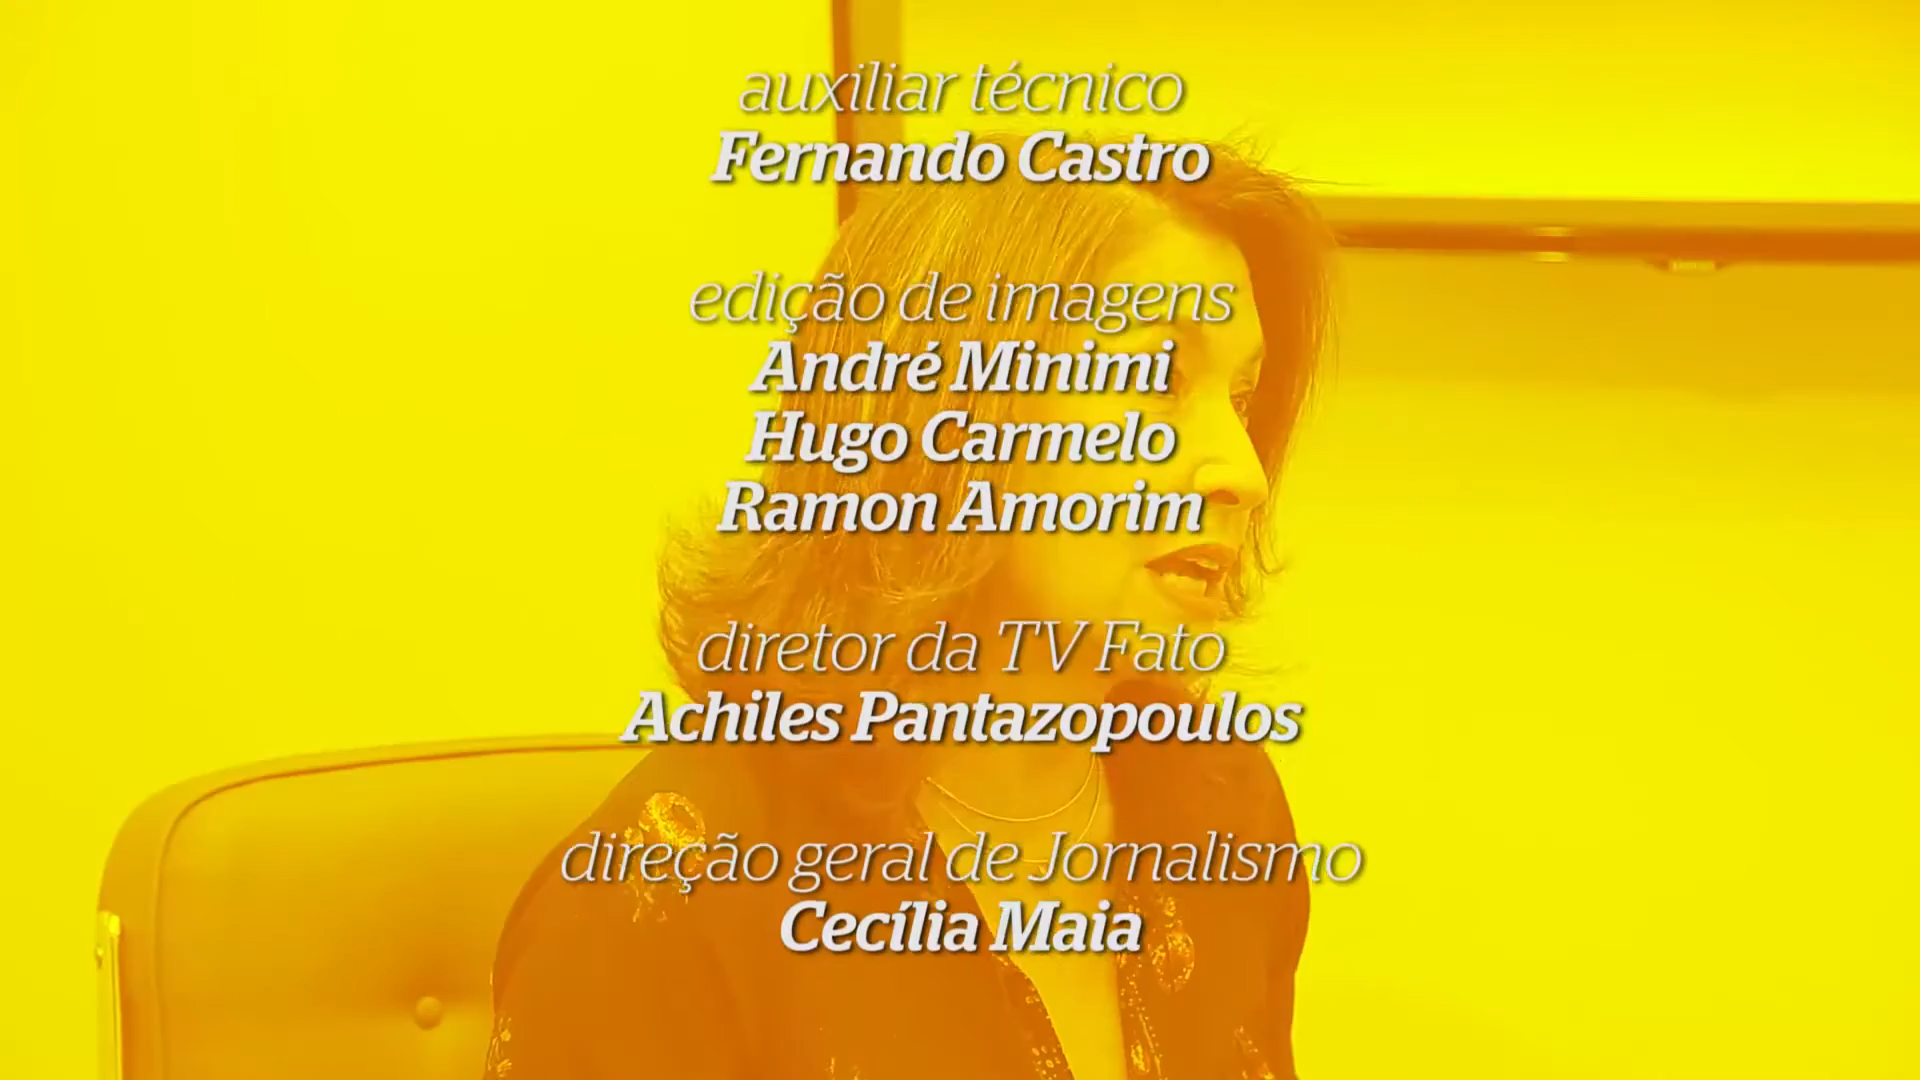 auxiliar técnico
Fernando Castro
edição de imagens
André Minimi
Hugo Carmelo
Ramon Amorim
diretor da TV Fato
Achiles Pantazopoulos
direção geral de Jornalismo
Cecília Maia